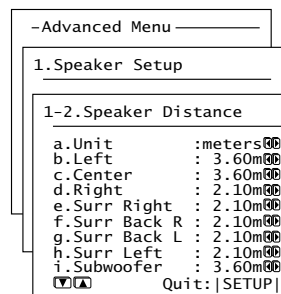 –Advanced Menu
1.Speaker Setup
1-2.Speaker Distance
a.Unit :meters
b.Left : 3.60m
c.Center : 3.60m
d.Right : 2.10m
e.Surr Right : 2.10m
f.Surr Back R : 2.10m
g.Surr Back L : 2.10m
h.Surr Left : 2.10m
i.Subwoofer : 3.60m
Quit:|SETUP|